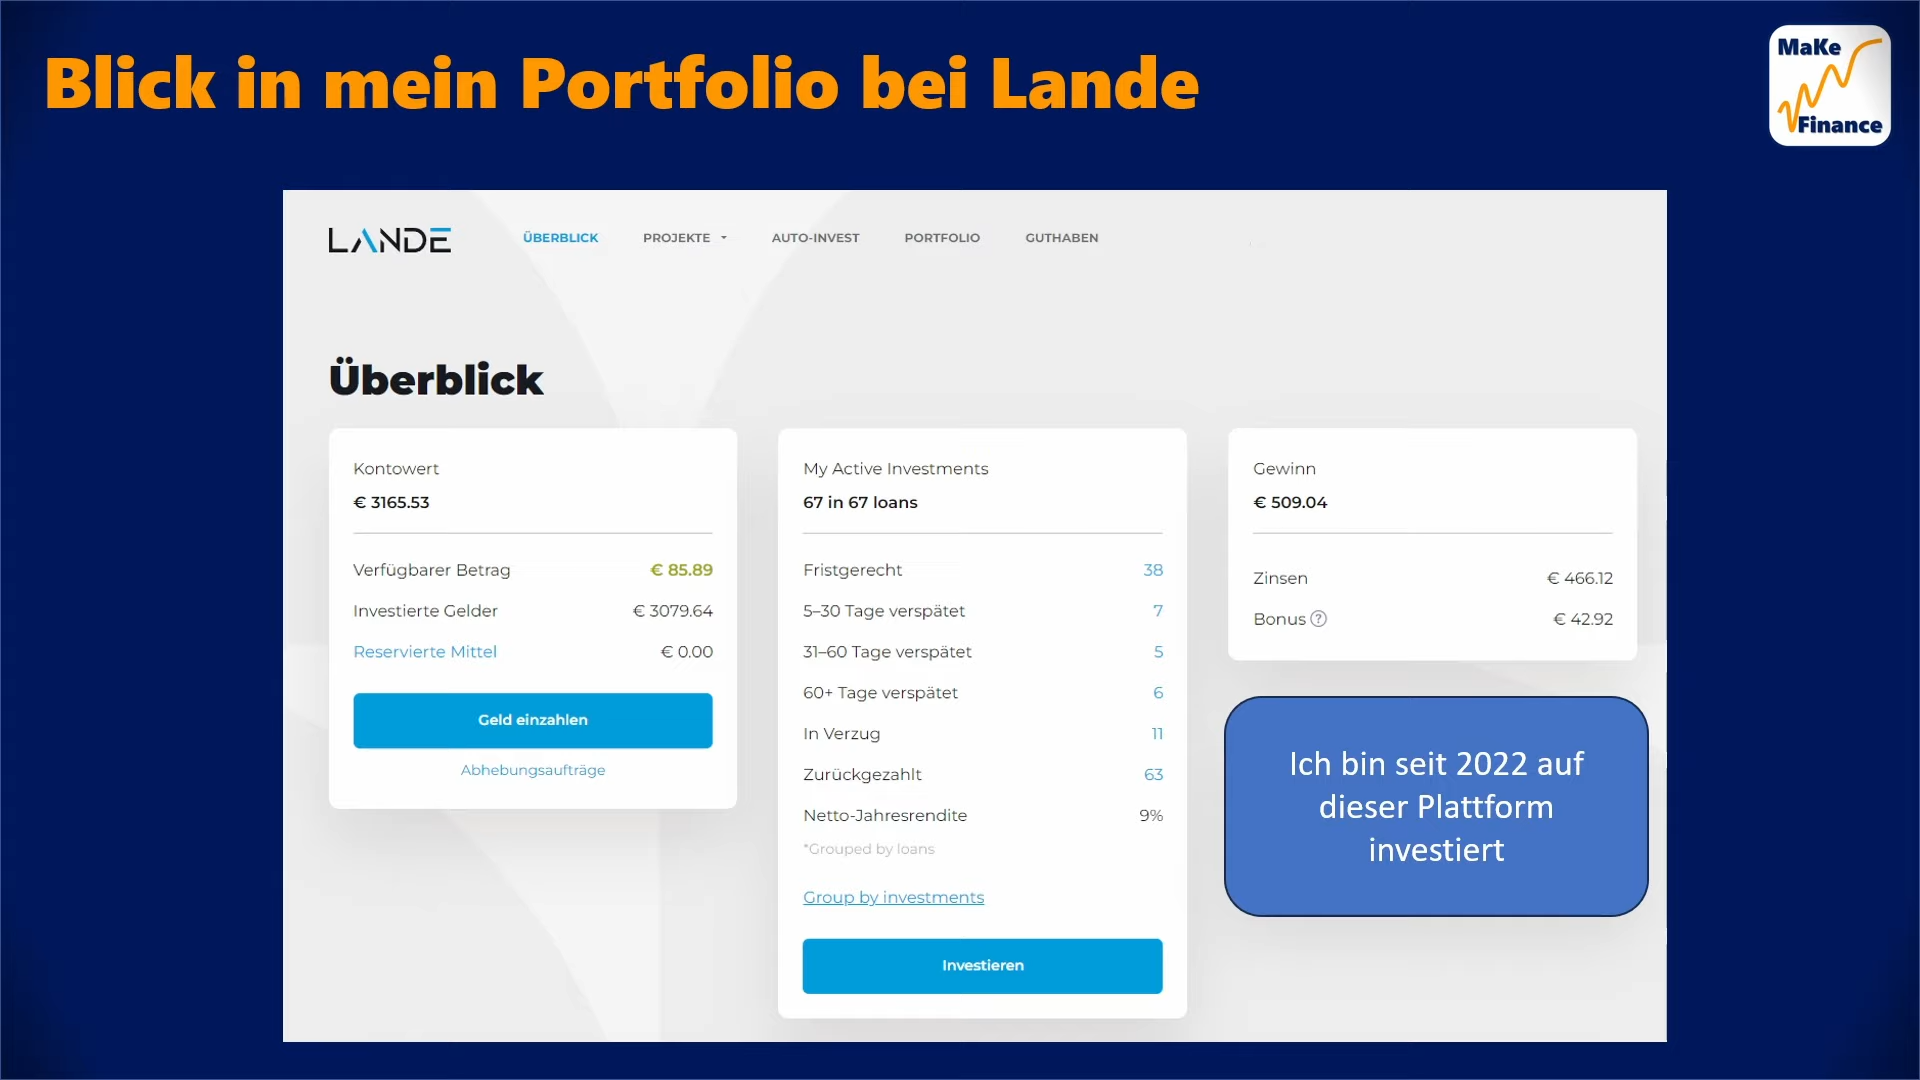 Blick in mein Portfolio bei Lande
MaKe
Finance
LANDE
ÜBERBLICK
PROJEKTE
AUTO-INVEST
PORTFOLIO
GUTHABEN
Überblick
Kontowert
€ 3165.53
Verfügbarer Betrag € 85.89
Investierte Gelder € 3079.64
Reservierte Mittel € 0.00
Geld einzahlen
Abhebungsaufträge
My Active Investments
67 in 67 loans
Fristgerecht 38
5–30 Tage verspätet 7
31–60 Tage verspätet 5
60+ Tage verspätet 6
In Verzug 11
Zurückgezahlt 63
Netto-Jahresrendite 9%
*Grouped by loans
Group by investments
Investieren
Gewinn
€ 509.04
Zinsen € 466.12
Bonus ? € 42.92
Ich bin seit 2022 auf
dieser Plattform
investiert